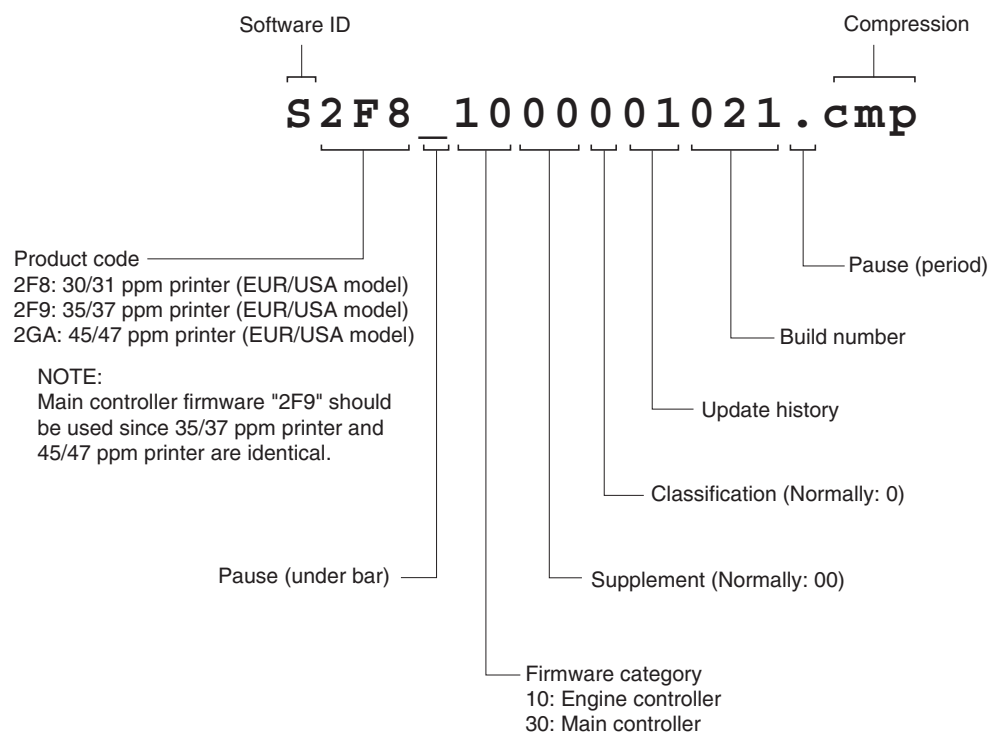 Software ID
Compression
S2F8_1000001021.cmp
Product code
2F8: 30/31 ppm printer (EUR/USA model)
2F9: 35/37 ppm printer (EUR/USA model)
2GA: 45/47 ppm printer (EUR/USA model)
NOTE:
Main controller firmware "2F9" should
be used since 35/37 ppm printer and
45/47 ppm printer are identical.
Pause (period)
Build number
Update history
Classification (Normally: 0)
Pause (under bar)
Supplement (Normally: 00)
Firmware category
10: Engine controller
30: Main controller